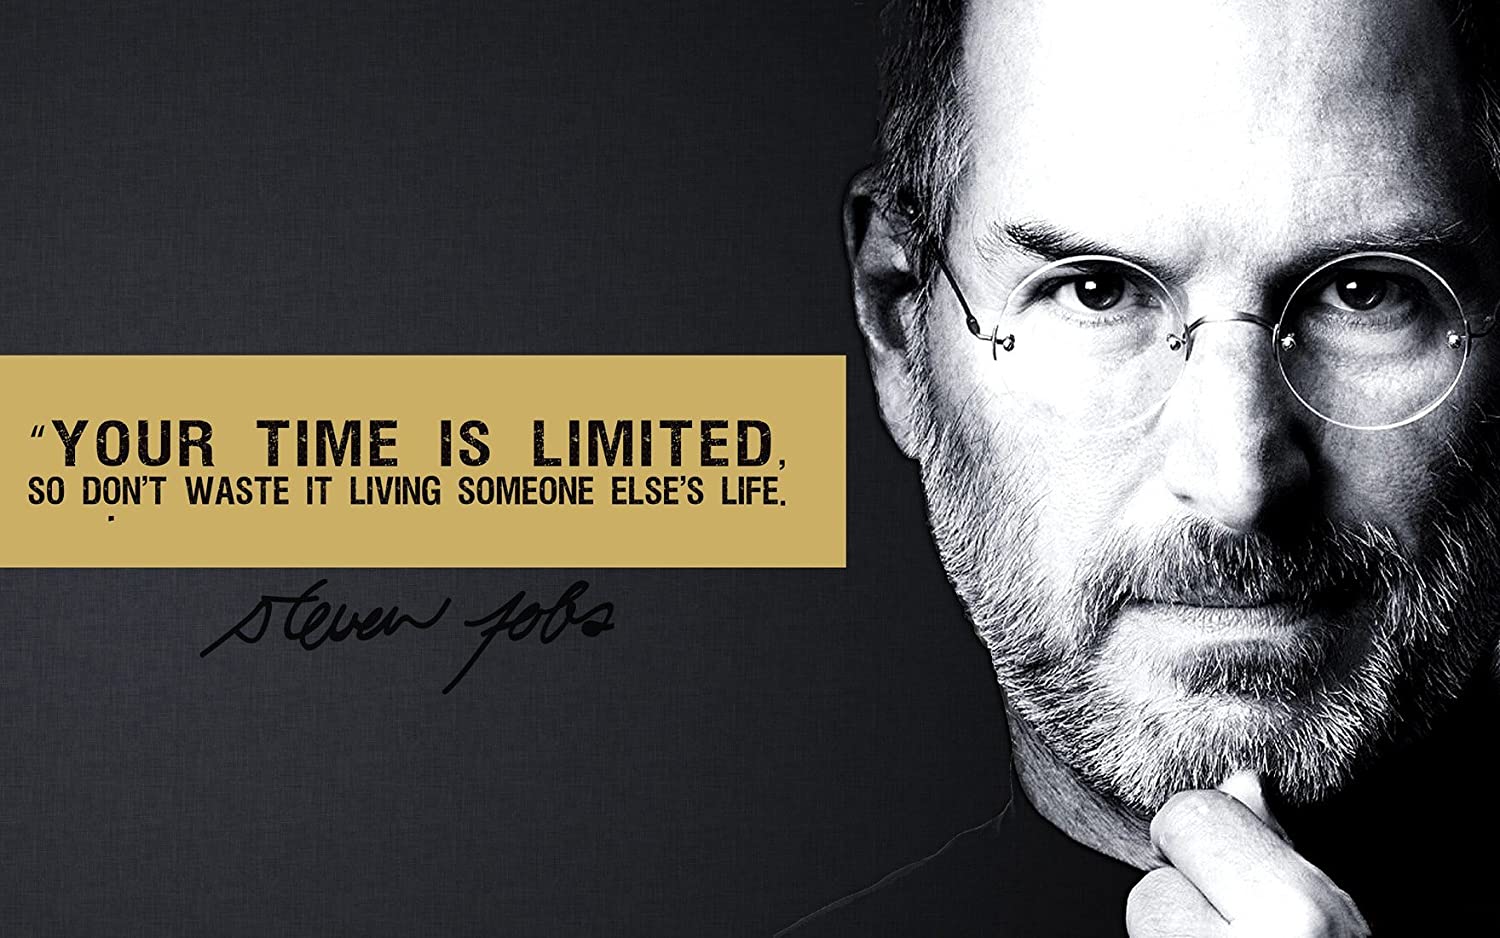 “YOUR TIME IS LIMITED,
SO DON'T WASTE IT LIVING SOMEONE ELSE'S LIFE.
steven jobs